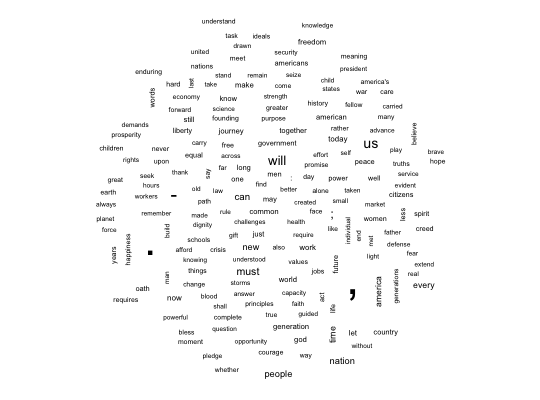 understand
knowledge
task ideals
drawn freedom
united security meaning
meet
nations americans president
enduring stand remain seize child america's
last hard take make come states war care
words economy know strength
forward science greater history fellow carried
still founding purpose american many
demands liberty journey together rather advance
prosperity today believe
children never carry free government us play brave
equal across will effort self peace truths hope
rights upon say far long promise
great seek thank one men : day power well service
earth hours find evident
workers - old law can better alone taken citizens
always path may created
planet remember made rule common face ; market less spirit
force dignity challenges health like women
build gift just require individual father creed
years happiness schools end met defense
. afford crisis new also work fear
knowing understood values light extend
man things must jobs future real
oath change storms world america generations every
requires now blood answer capacity act ,
shall principles faith life
powerful complete true guided
bless question generation time let country
moment opportunity god
without
pledge courage way
nation
whether people